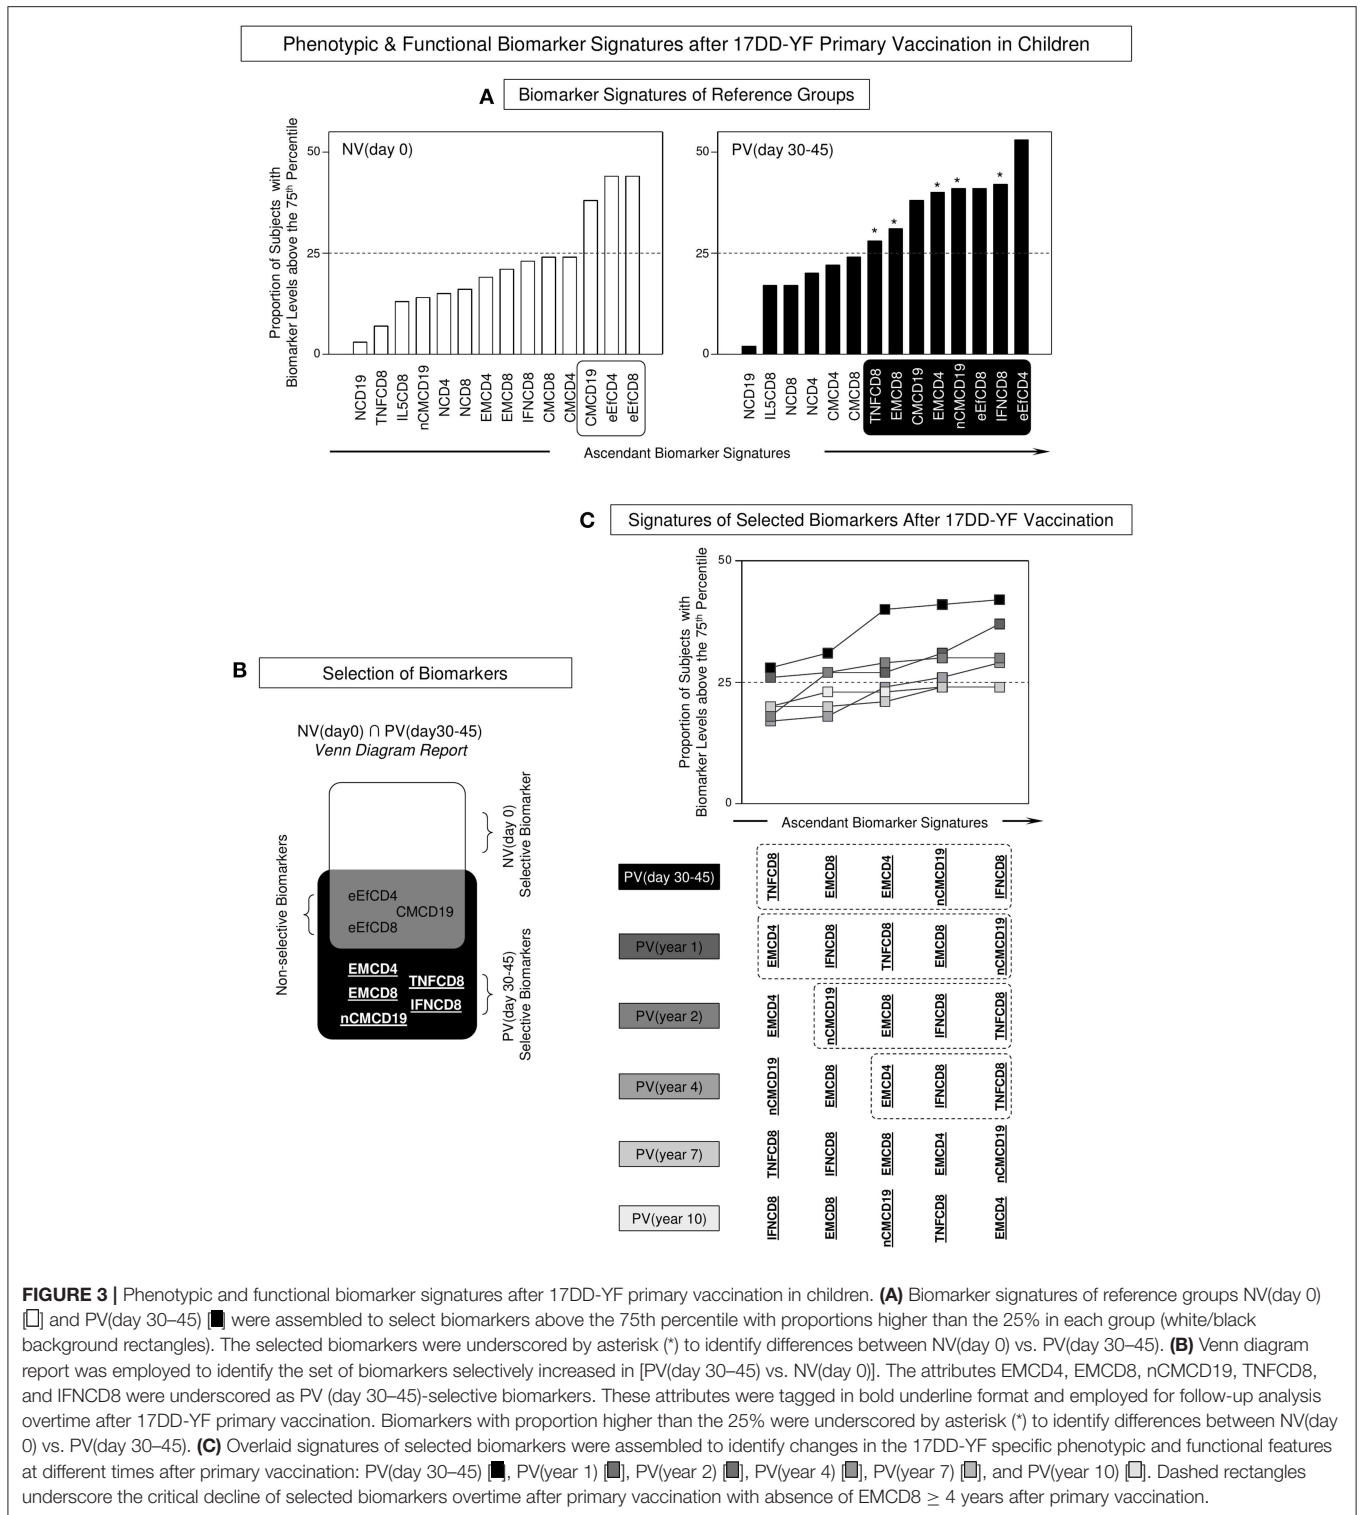 Phenotypic & Functional Biomarker Signatures after 17DD-YF Primary Vaccination in Children
A
Biomarker Signatures of Reference Groups
Proportion of Subjects with
Biomarker Levels above the 75th Percentile
50
25
0
NV(day 0)
NCD19
TNFCD8
IL5CD8
nCMCD19
NCD4
NCD8
EMCD4
EMCD8
IFNCD8
CMCD8
CMCD4
CMCD19
eEfCD4
eEfCD8
50
25
0
PV(day 30-45)
*
*
*
*
*
NCD19
IL5CD8
NCD8
NCD4
CMCD4
CMCD8
TNFCD8
EMCD8
CMCD19
EMCD4
nCMCD19
eEfCD8
IFNCD8
eEfCD4
Ascendant Biomarker Signatures
C
Signatures of Selected Biomarkers After 17DD-YF Vaccination
Proportion of Subjects with
Biomarker Levels above the 75th Percentile
50
25
0
Ascendant Biomarker Signatures
B
Selection of Biomarkers
NV(day0) ∩ PV(day30-45)
Venn Diagram Report
NV(day 0)
Selective Biomarker
Non-selective Biomarkers
eEfCD4
CMCD19
eEfCD8
EMCD4
TNFCD8
EMCD8
IFNCD8
nCMCD19
PV(day 30-45)
Selective Biomarkers
PV(day 30-45)
TNFCD8
EMCD8
EMCD4
nCMCD19
IFNCD8
PV(year 1)
EMCD4
IFNCD8
TNFCD8
EMCD8
nCMCD19
PV(year 2)
EMCD4
nCMCD19
EMCD8
IFNCD8
TNFCD8
PV(year 4)
nCMCD19
EMCD8
EMCD4
IFNCD8
TNFCD8
PV(year 7)
TNFCD8
IFNCD8
EMCD8
EMCD4
nCMCD19
PV(year 10)
IFNCD8
EMCD8
nCMCD19
TNFCD8
EMCD4
FIGURE 3 | Phenotypic and functional biomarker signatures after 17DD-YF primary vaccination in children. (A) Biomarker signatures of reference groups NV(day 0)
[□] and PV(day 30–45) [■] were assembled to select biomarkers above the 75th percentile with proportions higher than the 25% in each group (white/black
background rectangles). The selected biomarkers were underscored by asterisk (*) to identify differences between NV(day 0) vs. PV(day 30–45). (B) Venn diagram
report was employed to identify the set of biomarkers selectively increased in [PV(day 30–45) vs. NV(day 0)]. The attributes EMCD4, EMCD8, nCMCD19, TNFCD8,
and IFNCD8 were underscored as PV (day 30–45)-selective biomarkers. These attributes were tagged in bold underline format and employed for follow-up analysis
overtime after 17DD-YF primary vaccination. Biomarkers with proportion higher than the 25% were underscored by asterisk (*) to identify differences between NV(day
0) vs. PV(day 30–45). (C) Overlaid signatures of selected biomarkers were assembled to identify changes in the 17DD-YF specific phenotypic and functional features
at different times after primary vaccination: PV(day 30–45) [■], PV(year 1) [■], PV(year 2) [■], PV(year 4) [■], PV(year 7) [■], and PV(year 10) [□]. Dashed rectangles
underscore the critical decline of selected biomarkers overtime after primary vaccination with absence of EMCD8 ≥ 4 years after primary vaccination.